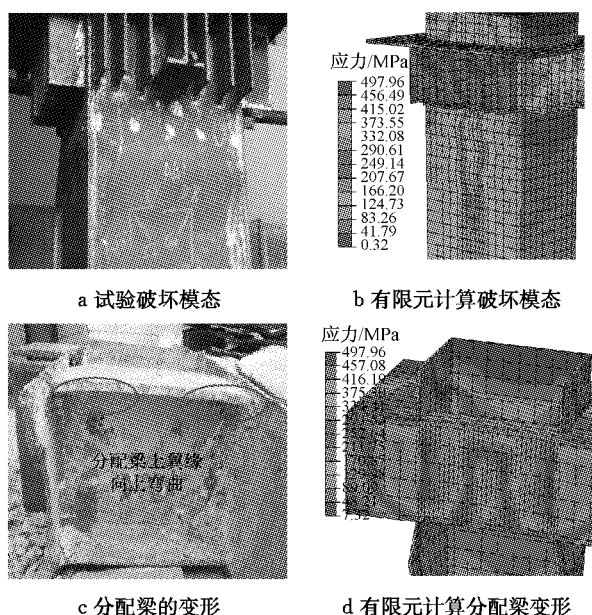 应力/MPa
497.96
456.49
415.02
373.55
332.08
290.61
249.14
207.67
166.20
124.73
83.26
41.79
0.32
a 试验破坏模态
b 有限元计算破坏模态
分配梁上翼缘
向上弯曲
应力/MPa
497.96
457.08
416.19
c 分配梁的变形
d 有限元计算分配梁变形